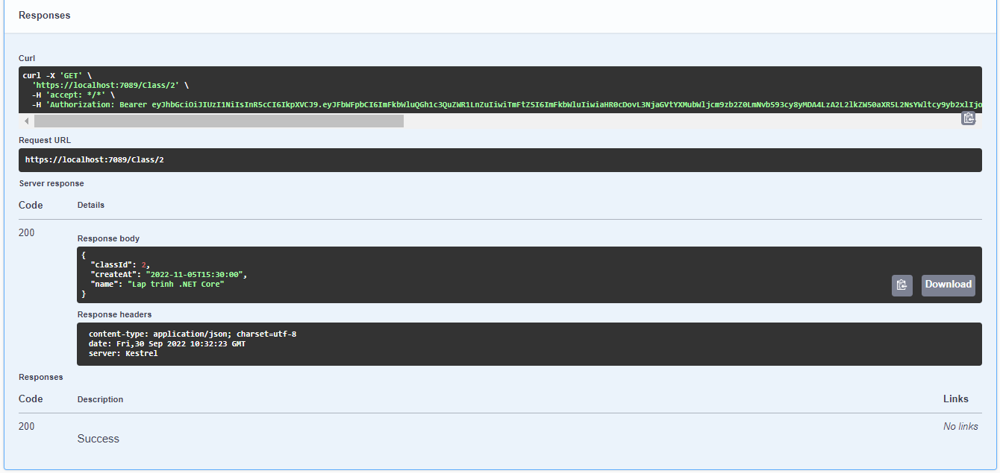 Responses
Curl
curl -X 'GET' \
'https://localhost:7089/Class/2' \
-H 'accept: */*' \
-H 'Authorization: Bearer eyJhbGciOiJIUzI1NiIsInR5cCI6IkpXVCJ9.eyJFbWFpbCI6ImFkbWluQGh1c3QuZWR1LnZuIiwiTmFtZSI6ImFkbWluIiwiaHR0cDovL3NjaGVtYXMubWljcm9zb2Z0LmNvbS93cy8yMDA4LzA2L2lkZW50aXR5L2NsYWltcy9yb2xlIjo
Request URL
https://localhost:7089/Class/2
Server response
Code Details
200
Response body
{
"classId": 2,
"createAt": "2022-11-05T15:30:00",
"name": "Lap trinh .NET Core"
}
Download
Response headers
content-type: application/json; charset=utf-8
date: Fri,30 Sep 2022 10:32:23 GMT
server: Kestrel
Responses
Code Description Links
200 No links
Success